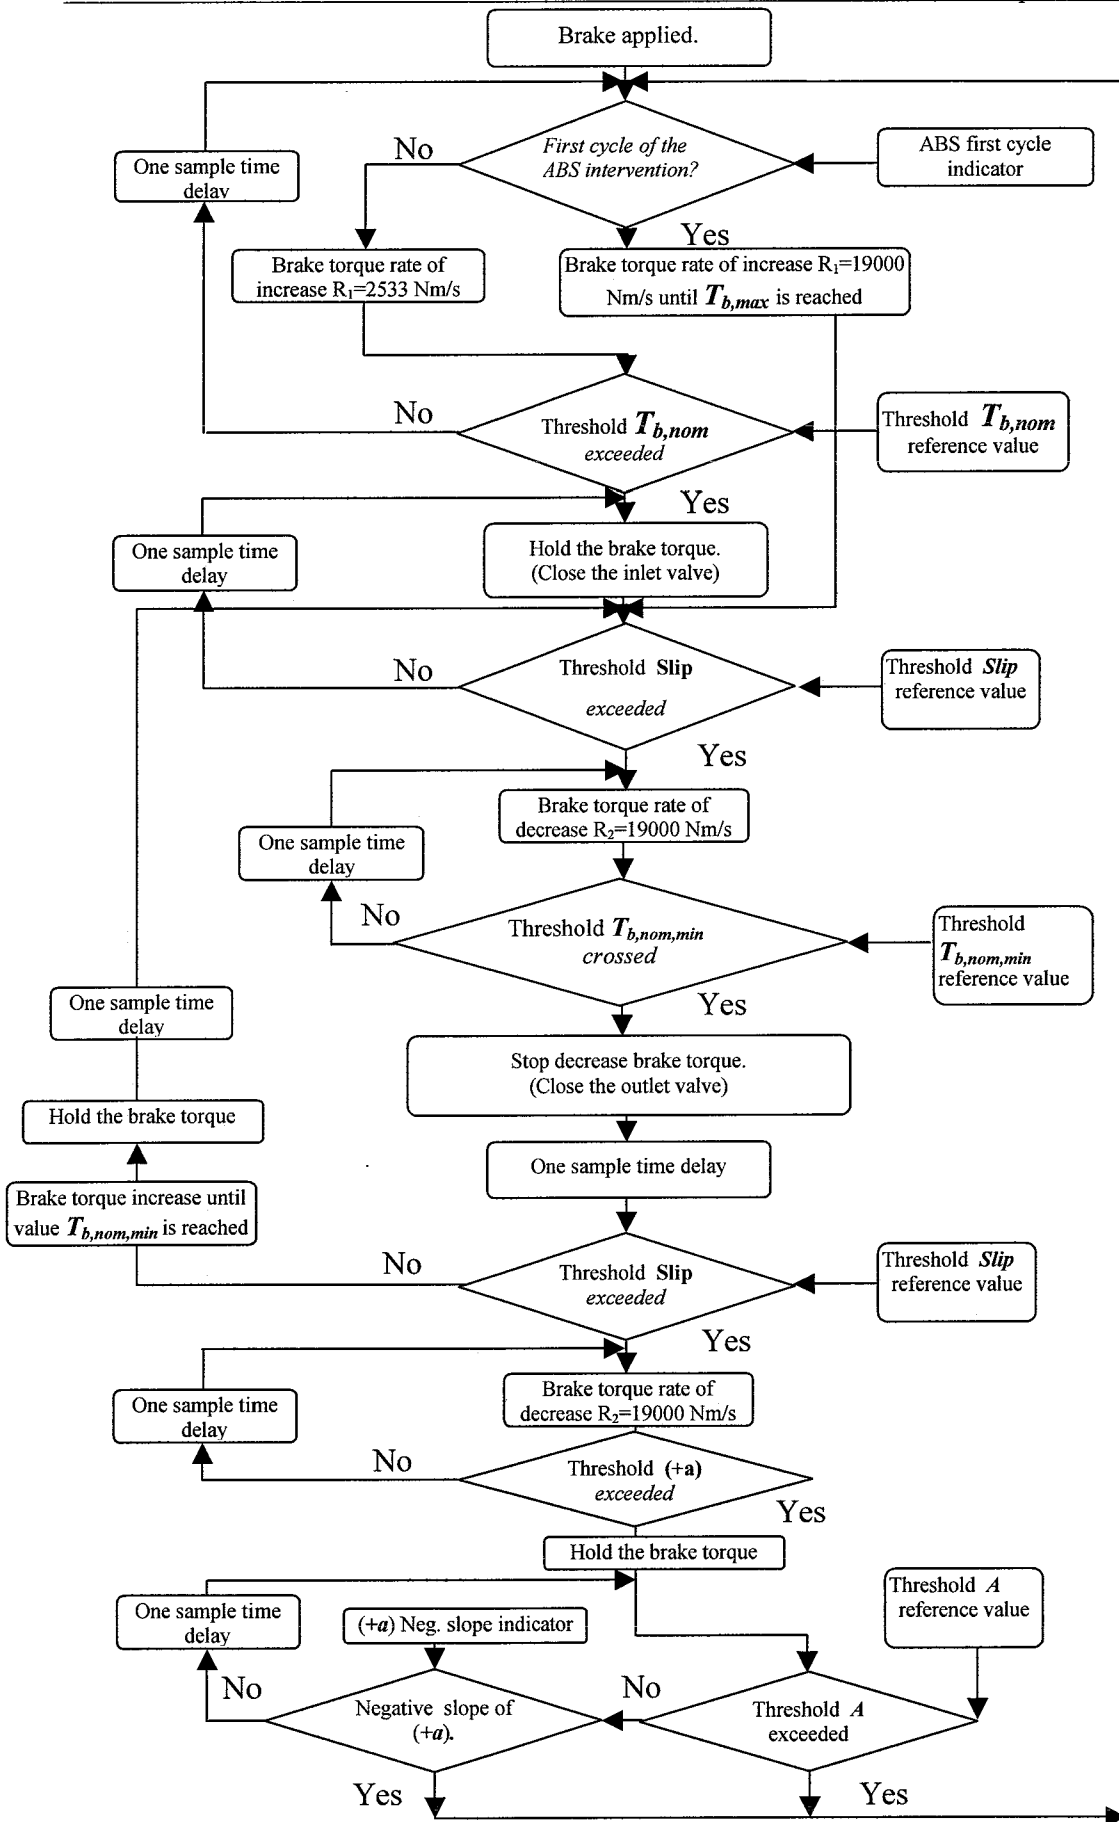 Brake applied.
First cycle of the
ABS intervention?
No
ABS first cycle
indicator
One sample time
delay
Yes
Brake torque rate of
increase R₁=2533 Nm/s
Brake torque rate of increase R₁=19000
Nm/s until T_b,max is reached
No
Threshold T_b,nom
exceeded
Threshold T_b,nom
reference value
Yes
One sample time
delay
Hold the brake torque.
(Close the inlet valve)
No
Threshold Slip
exceeded
Threshold Slip
reference value
Yes
Brake torque rate of
decrease R₂=19000 Nm/s
One sample time
delay
No
Threshold T_b,nom,min
crossed
Threshold
T_b,nom,min
reference value
Yes
One sample time
delay
Stop decrease brake torque.
(Close the outlet valve)
Hold the brake torque
One sample time delay
Brake torque increase until
value T_b,nom,min is reached
No
Threshold Slip
exceeded
Threshold Slip
reference value
Yes
One sample time
delay
Brake torque rate of
decrease R₂=19000 Nm/s
No
Threshold (+a)
exceeded
Yes
Hold the brake torque
Threshold A
reference value
One sample time
delay
(+a) Neg. slope indicator
No
Negative slope of
(+a).
No
Threshold A
exceeded
Yes
Yes